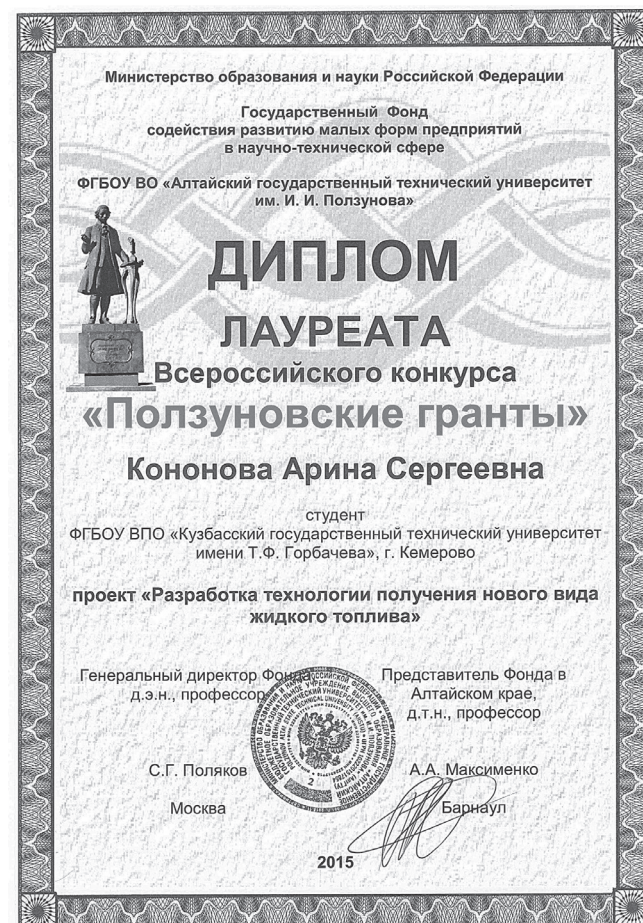 Министерство образования и науки Российской Федерации
Государственный Фонд
содействия развитию малых форм предприятий
в научно-технической сфере
ФГБОУ ВО «Алтайский государственный технический университет
им. И. И. Ползунова»
ДИПЛОМ
ЛАУРЕАТА
Всероссийского конкурса
«Ползуновские гранты»
Кононова Арина Сергеевна
студент
ФГБОУ ВПО «Кузбасский государственный технический университет
имени Т.Ф. Горбачева», г. Кемерово
проект «Разработка технологии получения нового вида
жидкого топлива»
Генеральный директор Фонда
д.э.н., профессор
Представитель Фонда в
Алтайском крае,
д.т.н., профессор
С.Г. Поляков
А.А. Максименко
Москва
Барнаул
2015